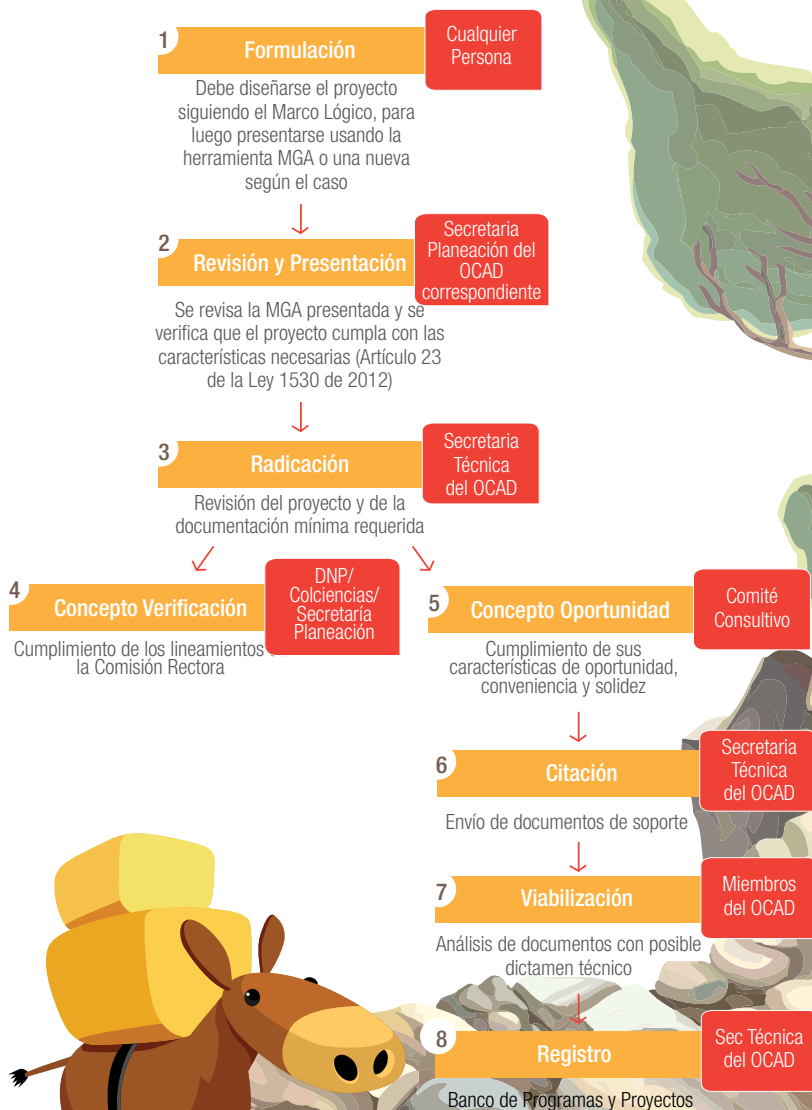 1
Formulación
Cualquier
Persona
Debe diseñarse el proyecto
siguiendo el Marco Lógico, para
luego presentarse usando la
herramienta MGA o una nueva
según el caso
2
Revisión y Presentación
Secretaria
Planeación del
OCAD
correspondiente
Se revisa la MGA presentada y se
verifica que el proyecto cumpla con las
características necesarias (Artículo 23
de la Ley 1530 de 2012)
3
Radicación
Secretaria
Técnica
del OCAD
Revisión del proyecto y de la
documentación mínima requerida
4
Concepto Verificación
DNP/
Colciencias/
Secretaría
Planeación
Cumplimiento de los lineamientos
la Comisión Rectora
5
Concepto Oportunidad
Comité
Consultivo
Cumplimiento de sus
características de oportunidad,
conveniencia y solidez
6
Citación
Secretaria
Técnica
del OCAD
Envío de documentos de soporte
7
Viabilización
Miembros
del OCAD
Análisis de documentos con posible
dictamen técnico
8
Registro
Sec Técnica
del OCAD
Banco de Programas y Proyectos